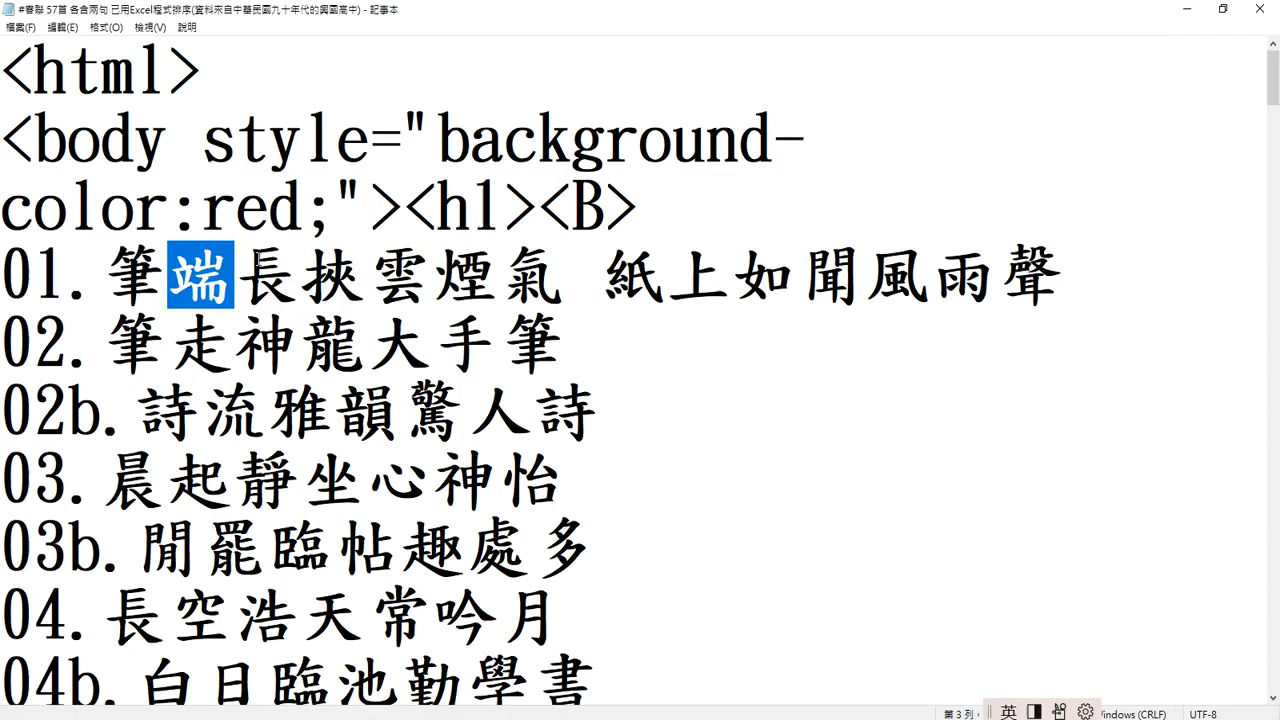 #春聯 57首 各含兩句 已用Excel程式排序(資料來自中華民國九十年代的興國高中) - 記事本
檔案(F) 編輯(E) 格式(O) 檢視(V) 說明
<html>
<body style="background-
color:red;"><h1><B>
01.筆端長挾雲煙氣 紙上如聞風雨聲
02.筆走神龍大手筆
02b.詩流雅韻驚人詩
03.晨起靜坐心神怡
03b.閒罷臨帖趣處多
04.長空浩天常吟月
04b.白日臨池勤學書
第 3 列，
英
Windows (CRLF)
UTF-8